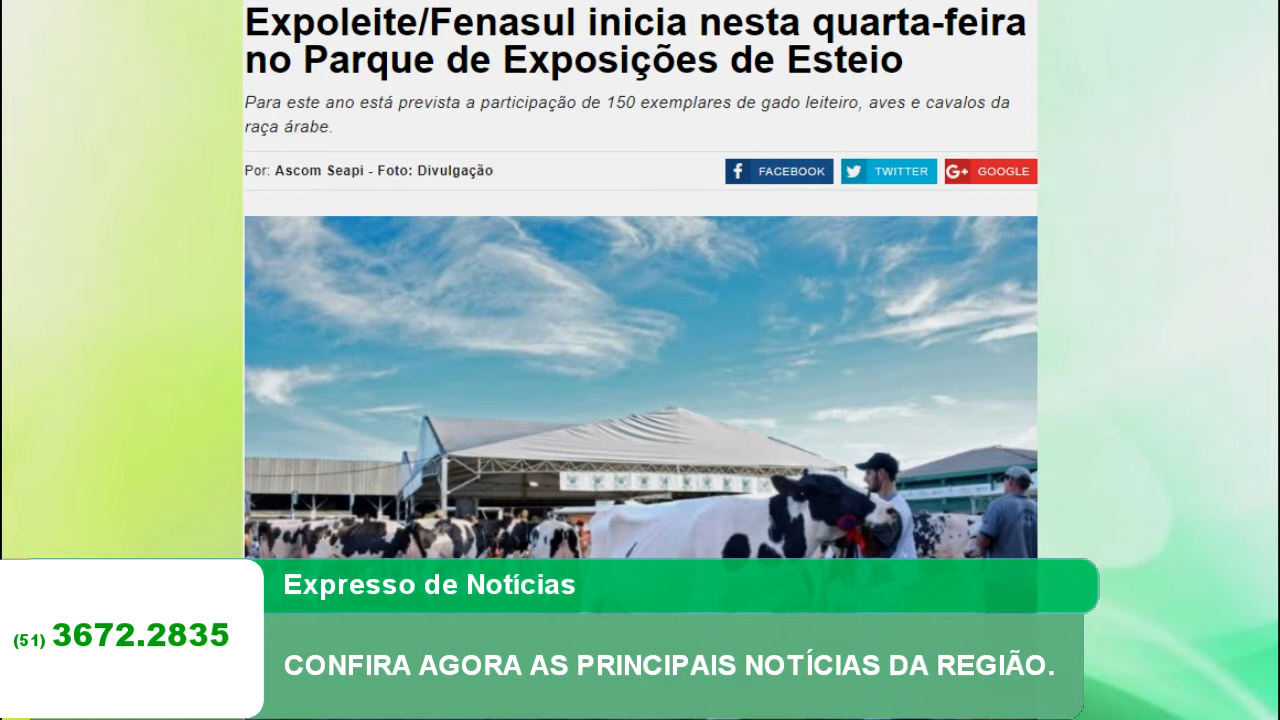 Expoleite/Fenasul inicia nesta quarta-feira
no Parque de Exposições de Esteio
Para este ano está prevista a participação de 150 exemplares de gado leiteiro, aves e cavalos da
raça árabe.
Por: Ascom Seapi - Foto: Divulgação
FACEBOOK
TWITTER
GOOGLE
Expresso de Notícias
(51) 3672.2835
CONFIRA AGORA AS PRINCIPAIS NOTÍCIAS DA REGIÃO.